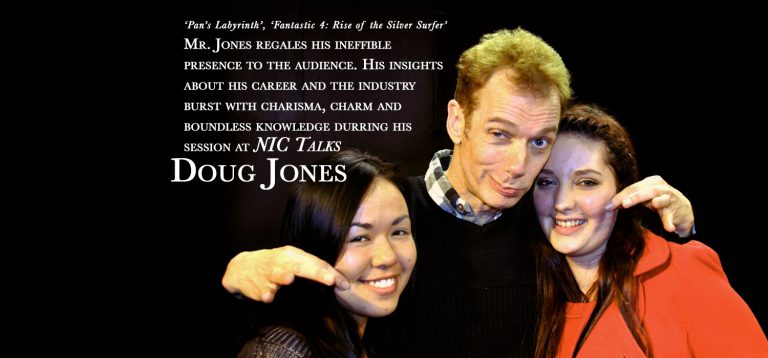 ‘Pan’s Labyrinth’, ‘Fantastic 4: Rise of the Silver Surfer’
Mr. Jones regales his ineffible
presence to the audience. His insights
about his career and the industry
burst with charisma, charm and
boundless knowledge durring his
session at NIC Talks
Doug Jones